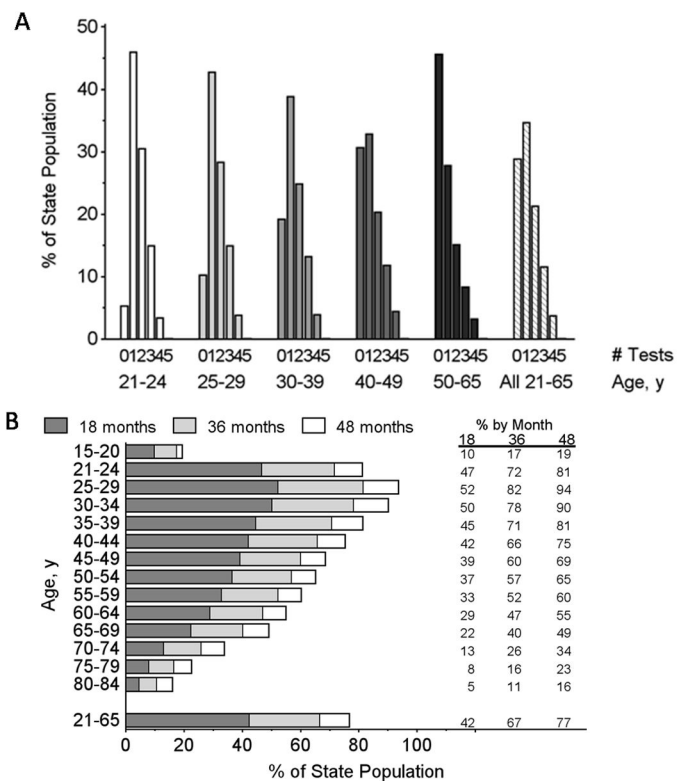 A
50
40
30
20
10
0
% of State Population
012345 012345 012345 012345 012345 012345 # Tests
21-24 25-29 30-39 40-49 50-65 All 21-65 Age, y
B
18 months 36 months 48 months
% by Month
18 36 48
15-20 10 17 19
21-24 47 72 81
25-29 52 82 94
30-34 50 78 90
35-39 45 71 81
40-44 42 66 75
45-49 39 60 69
50-54 37 57 65
55-59 33 52 60
60-64 29 47 55
65-69 22 40 49
70-74 13 26 34
75-79 8 16 23
80-84 5 11 16
21-65 42 67 77
Age, y
0 20 40 60 80 100
% of State Population